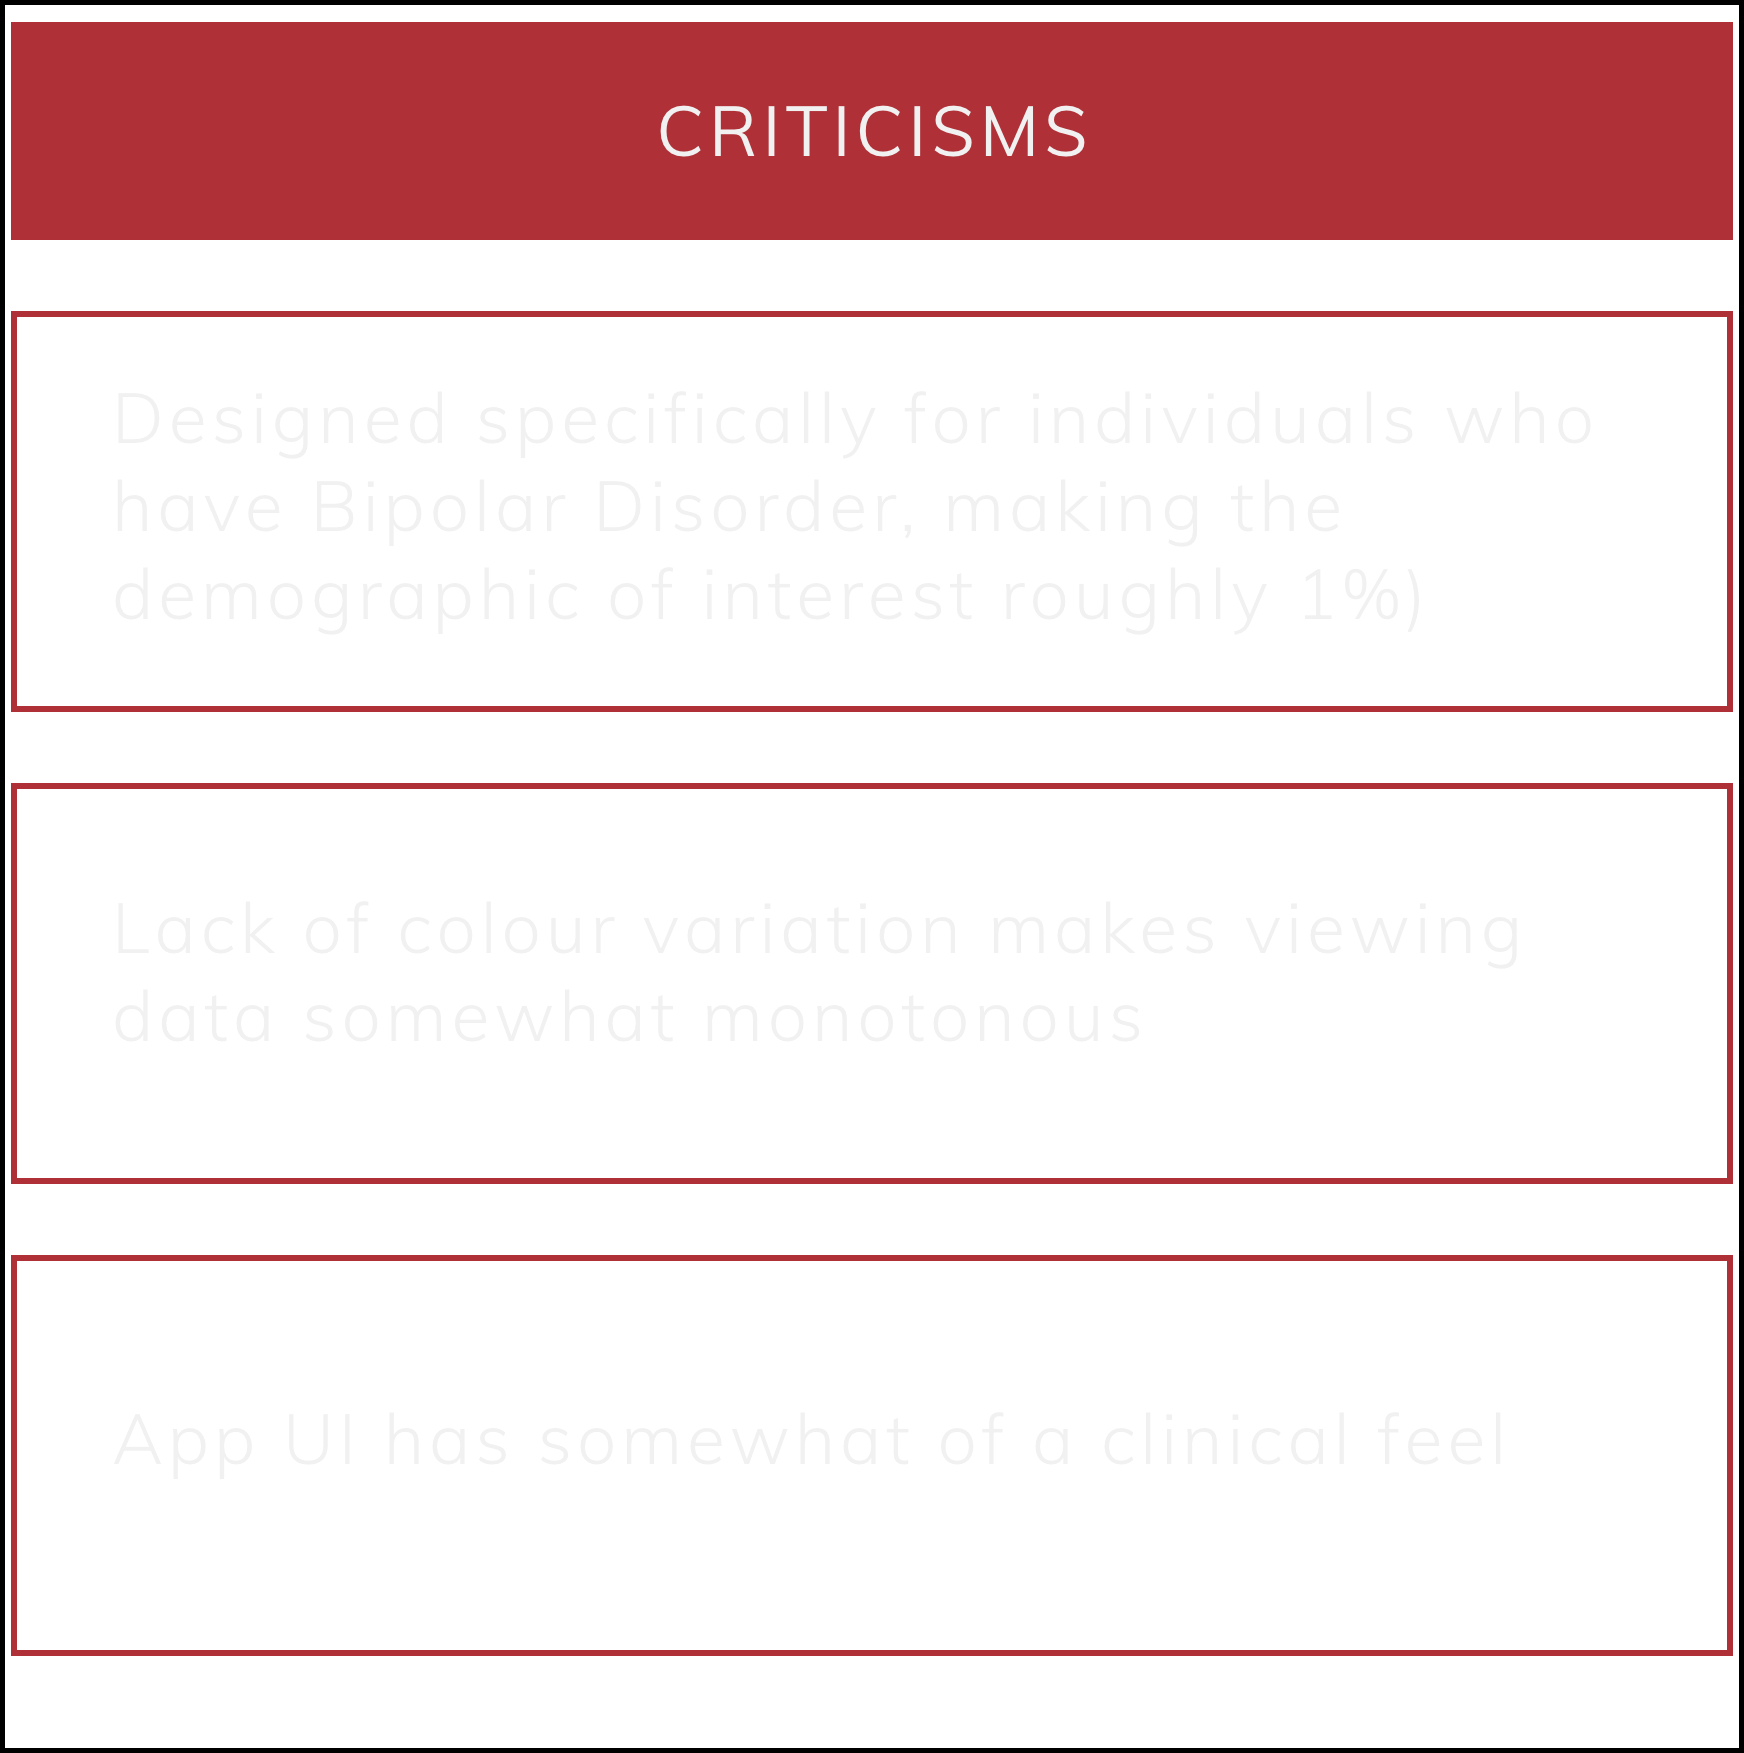 CRITICISMS
Designed specifically for individuals who
have Bipolar Disorder, making the
demographic of interest roughly 1%)
Lack of colour variation makes viewing
data somewhat monotonous
App UI has somewhat of a clinical feel